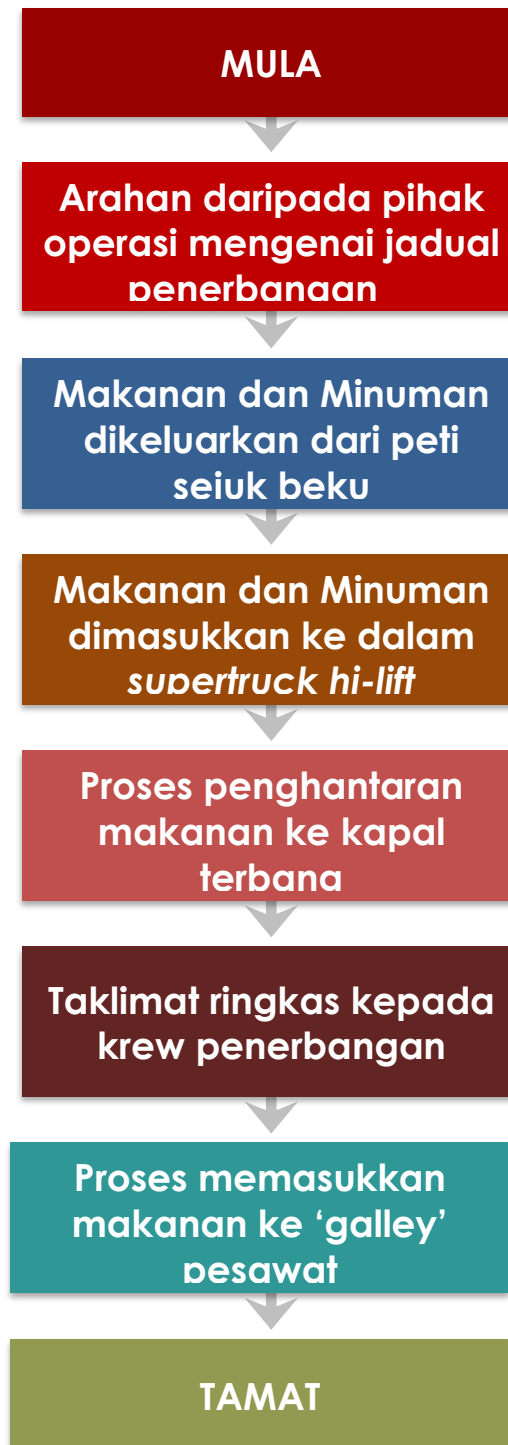 MULA
Arahan daripada pihak
operasi mengenai jadual
penerbangan
Makanan dan Minuman
dikeluarkan dari peti
sejuk beku
Makanan dan Minuman
dimasukkan ke dalam
supertruck hi-lift
Proses penghantaran
makanan ke kapal
terbang
Taklimat ringkas kepada
krew penerbangan
Proses memasukkan
makanan ke ‘galley’
pesawat
TAMAT